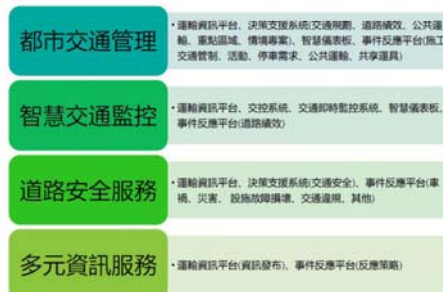 都市交通管理
•運輸資訊平台、決策支援系統(交通規劃、道路績效、公共運
輸、重點區域、情境專案)、智慧儀表板、事件反應平台(施工
交通管制、活動、停車需求、公共運輸、共享運具)
智慧交通監控
•運輸資訊平台、交控系統、交通即時監控系統、智慧儀表板、
事件反應平台(道路績效)
道路安全服務
•運輸資訊平台、決策支援系統(交通安全)、事件反應平台(車
禍、災害、設施故障損壞、交通違規、其他)
多元資訊服務
•運輸資訊平台(資訊發布)、事件反應平台(反應策略)